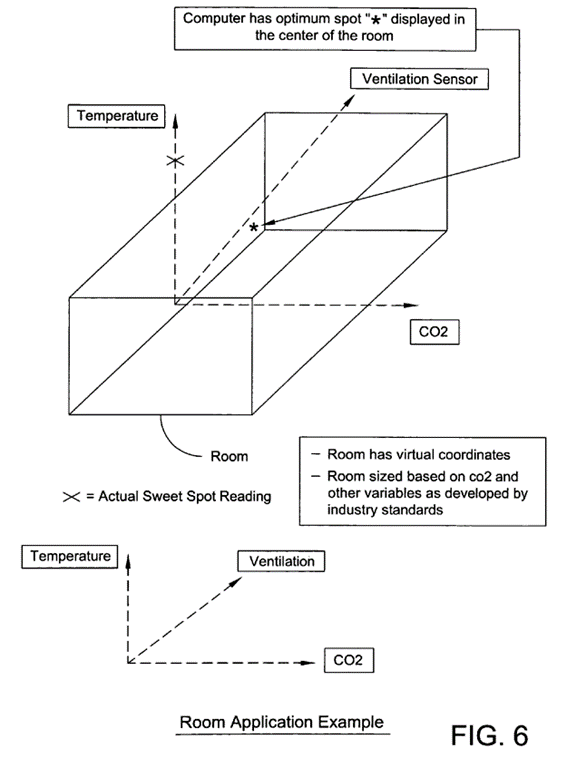 Computer has optimum spot "*" displayed in
the center of the room
Ventilation Sensor
Temperature
*
CO2
Room
– Room has virtual coordinates
– Room sized based on co2 and
other variables as developed by
industry standards
= Actual Sweet Spot Reading
Temperature
Ventilation
CO2
Room Application Example
FIG. 6